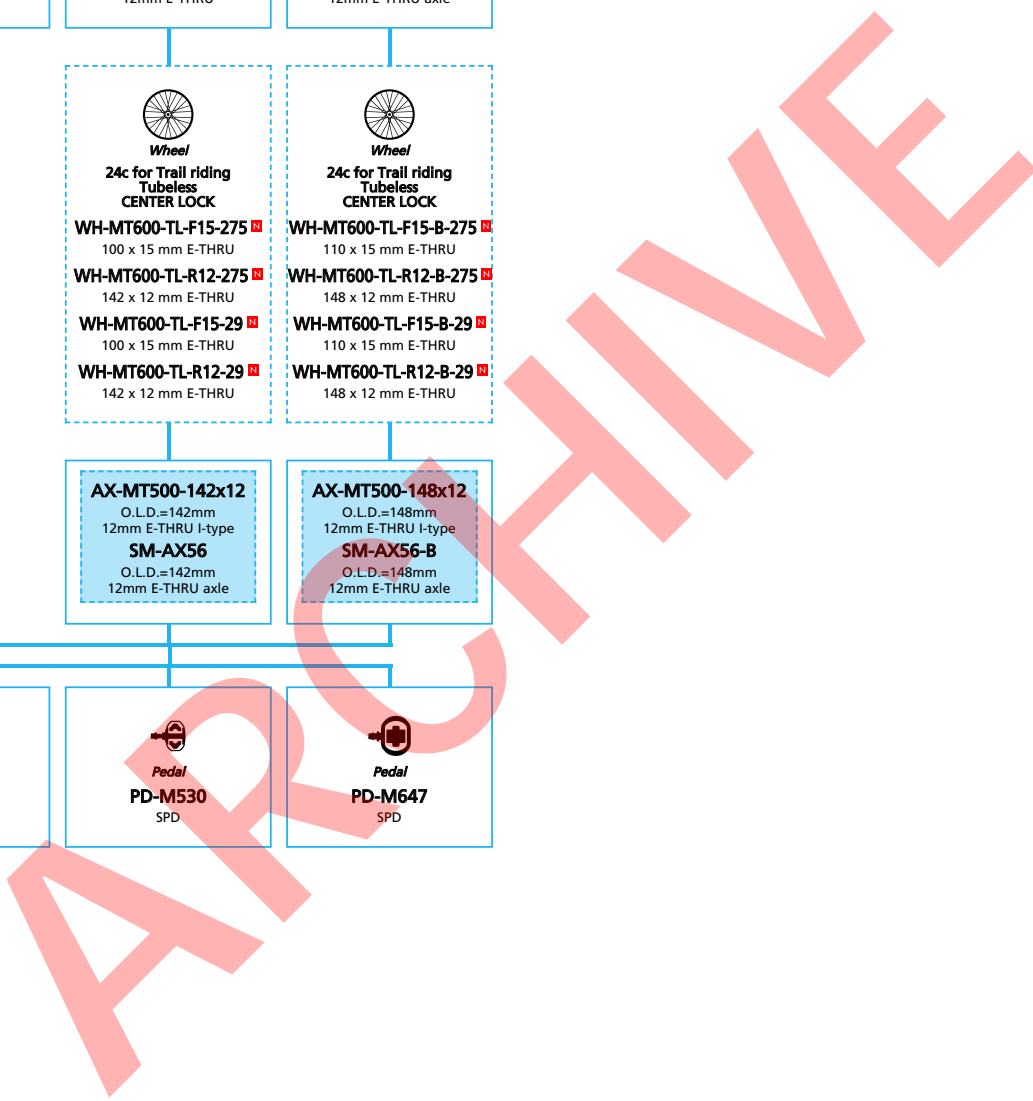 12mm E-THRU
12mm E-THRU axle
Wheel
24c for Trail riding
Tubeless
CENTER LOCK
WH-MT600-TL-F15-275 N
100 x 15 mm E-THRU
WH-MT600-TL-R12-275 N
142 x 12 mm E-THRU
WH-MT600-TL-F15-29 N
100 x 15 mm E-THRU
WH-MT600-TL-R12-29 N
142 x 12 mm E-THRU
Wheel
24c for Trail riding
Tubeless
CENTER LOCK
WH-MT600-TL-F15-B-275 N
110 x 15 mm E-THRU
WH-MT600-TL-R12-B-275 N
148 x 12 mm E-THRU
WH-MT600-TL-F15-B-29 N
110 x 15 mm E-THRU
WH-MT600-TL-R12-B-29 N
148 x 12 mm E-THRU
AX-MT500-142x12
O.L.D.=142mm
12mm E-THRU I-type
SM-AX56
O.L.D.=142mm
12mm E-THRU axle
AX-MT500-148x12
O.L.D.=148mm
12mm E-THRU I-type
SM-AX56-B
O.L.D.=148mm
12mm E-THRU axle
Pedal
PD-M530
SPD
Pedal
PD-M647
SPD
ARCHIVE